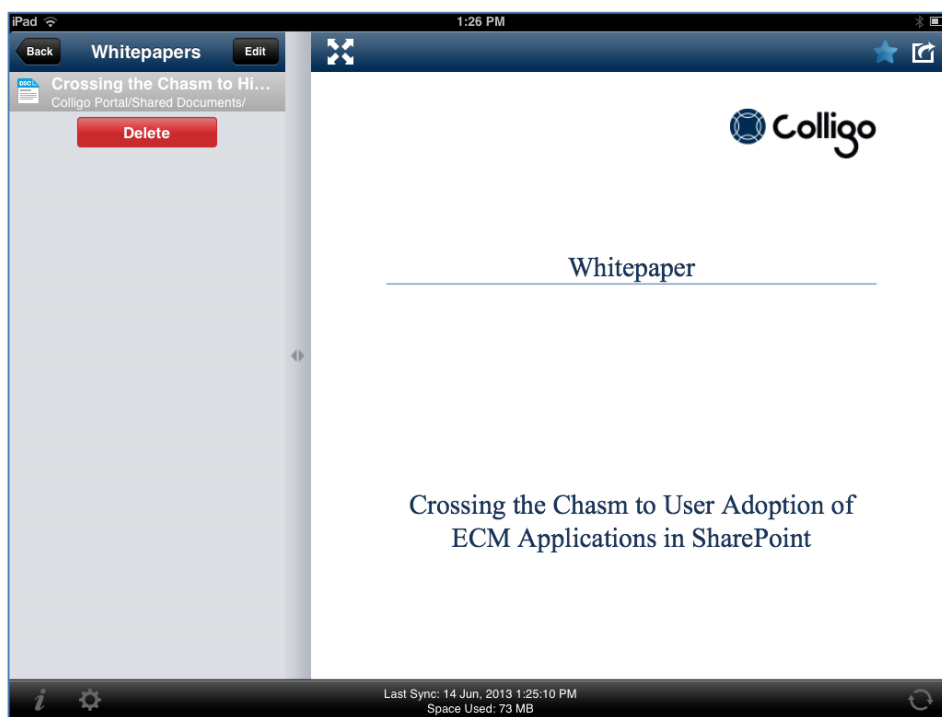 iPad
1:26 PM
Back
Whitepapers
Edit
DOC
Crossing the Chasm to Hi...
Colligo Portal/Shared Documents/
Delete
Colligo
Whitepaper
Crossing the Chasm to User Adoption of
ECM Applications in SharePoint
i
Last Sync: 14 Jun, 2013 1:25:10 PM
Space Used: 73 MB